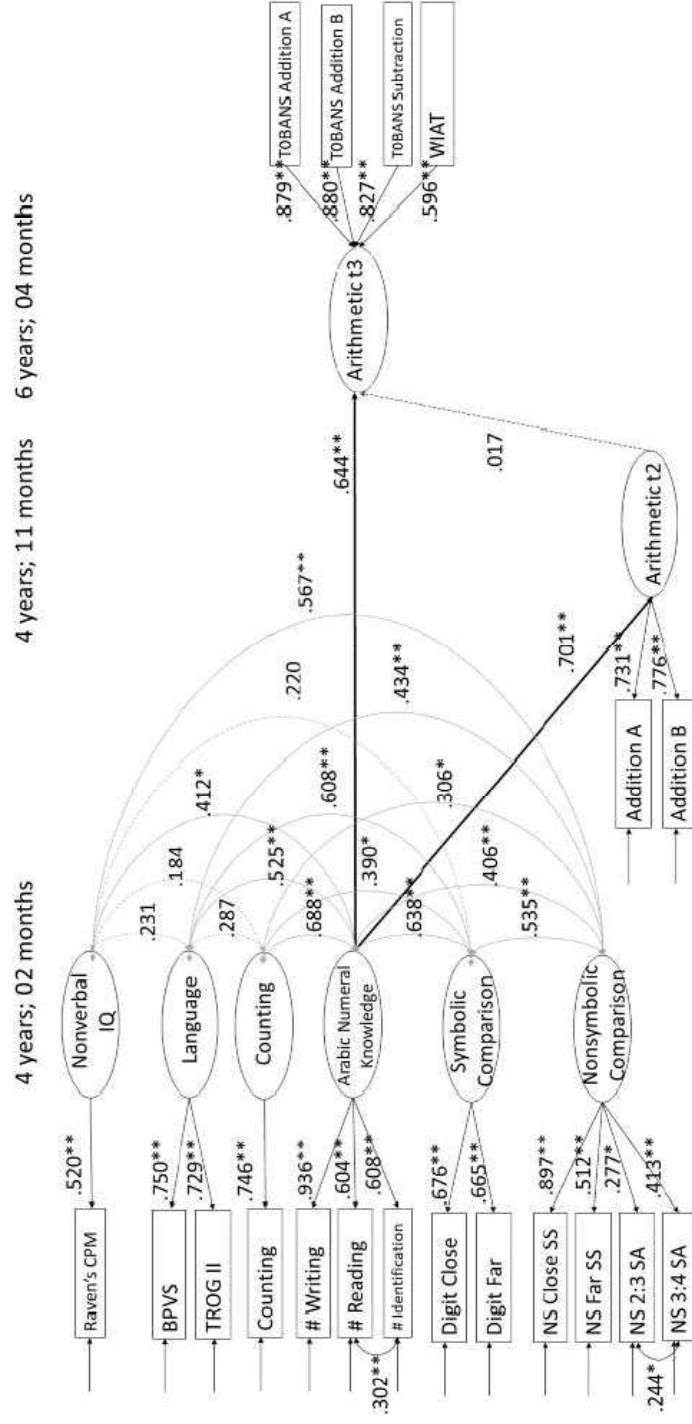 4 years; 02 months
4 years; 11 months
6 years; 04 months
Raven's CPM
.520**
Nonverbal
IQ
BPVS
.750**
TROG II
.729**
Language
Counting
.746**
Counting
# Writing
.936**
# Reading
.604**
# Identification
.608**
.302**
Arabic Numeral
Knowledge
Digit Close
.676**
Digit Far
.665**
Symbolic
Comparison
NS Close SS
.897**
NS Far SS
.512**
NS 2:3 SA
.277*
NS 3:4 SA
.413**
.244*
Nonsymbolic
Comparison
.231
.287
.688**
.638**
.535**
.184
.525**
.390*
.406**
.412*
.608**
.306*
.220
.434**
.567**
.644**
.701**
Addition A
.731**
Addition B
.776**
Arithmetic t2
.017
Arithmetic t3
.879**
TOBANS Addition A
.880**
TOBANS Addition B
.827**
TOBANS Subtraction
.596**
WIAT